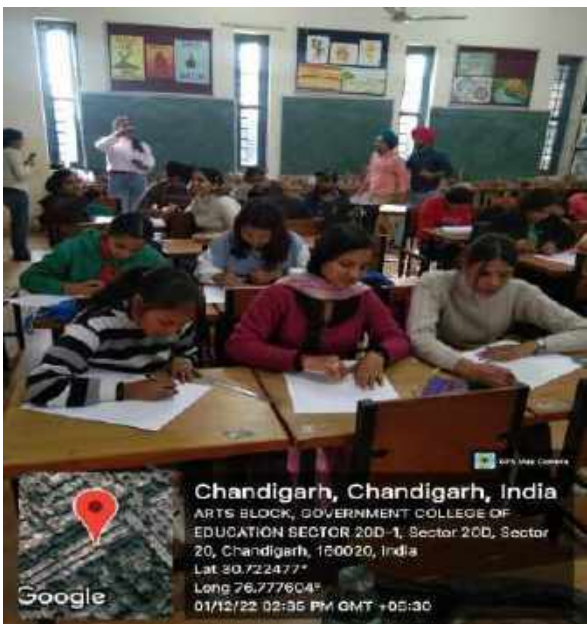 GPS Map Camera
Chandigarh, Chandigarh, India
ARTS BLOCK, GOVERNMENT COLLEGE OF
EDUCATION SECTOR 20D-1, Sector 20D, Sector
20, Chandigarh, 160020, India
Lat 30.722477°
Long 76.777604°
01/12/22 02:35 PM GMT +05:30
Google